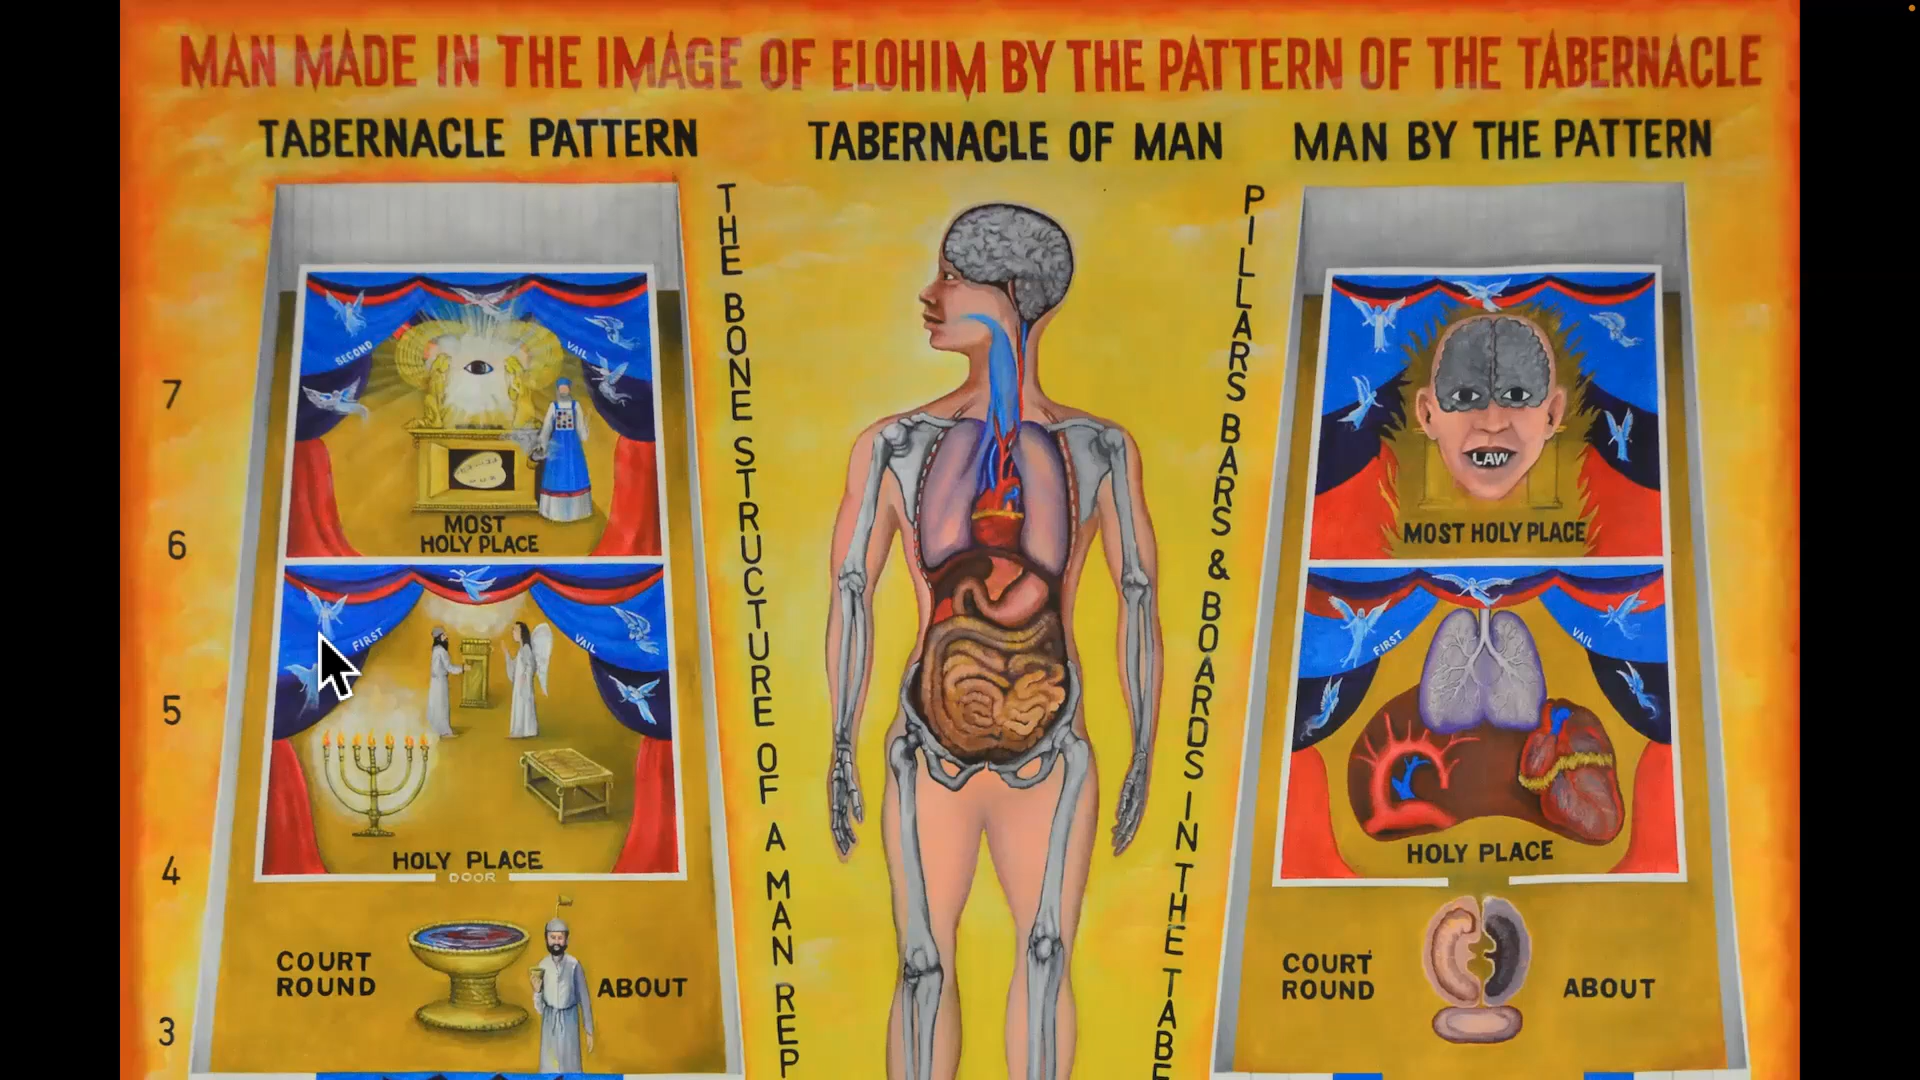 MAN MADE IN THE IMAGE OF ELOHIM BY THE PATTERN OF THE TABERNACLE
TABERNACLE PATTERN
TABERNACLE OF MAN
MAN BY THE PATTERN
7
6
5
4
3
SECOND
VAIL
MOST
HOLY PLACE
FIRST
VAIL
HOLY PLACE
DOOR
COURT
ROUND
ABOUT
THE BONE STRUCTURE OF A MAN REP
PILLARS BARS & BOARDS IN THE TABE
LAW
MOST HOLY PLACE
FIRST
VAIL
HOLY PLACE
COURT
ROUND
ABOUT